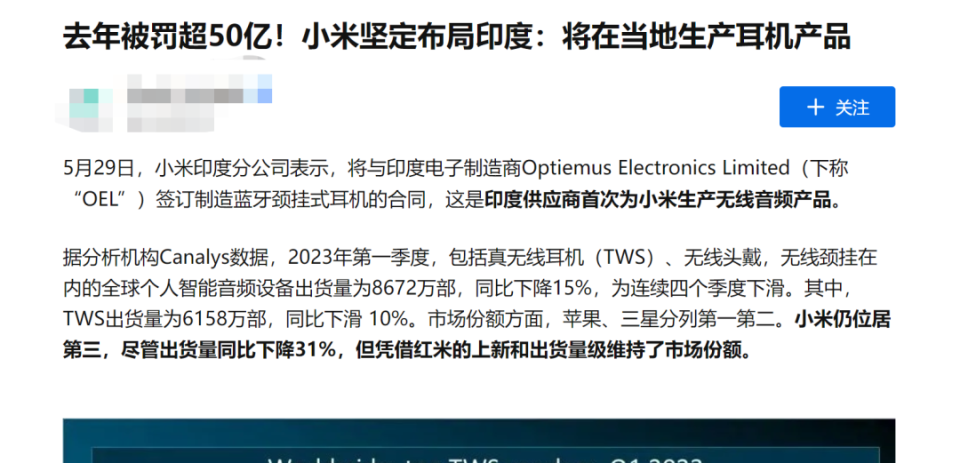 去年被罚超50亿！小米坚定布局印度：将在当地生产耳机产品
＋ 关注
5月29日，小米印度分公司表示，将与印度电子制造商Optiemus Electronics Limited（下称
“OEL”）签订制造蓝牙颈挂式耳机的合同，这是印度供应商首次为小米生产无线音频产品。
据分析机构Canalys数据，2023年第一季度，包括真无线耳机（TWS）、无线头戴，无线颈挂在
内的全球个人智能音频设备出货量为8672万部，同比下降15%，为连续四个季度下滑。其中，
TWS出货量为6158万部，同比下滑 10%。市场份额方面，苹果、三星分列第一第二。小米仍位居
第三，尽管出货量同比下降31%，但凭借红米的上新和出货量级维持了市场份额。